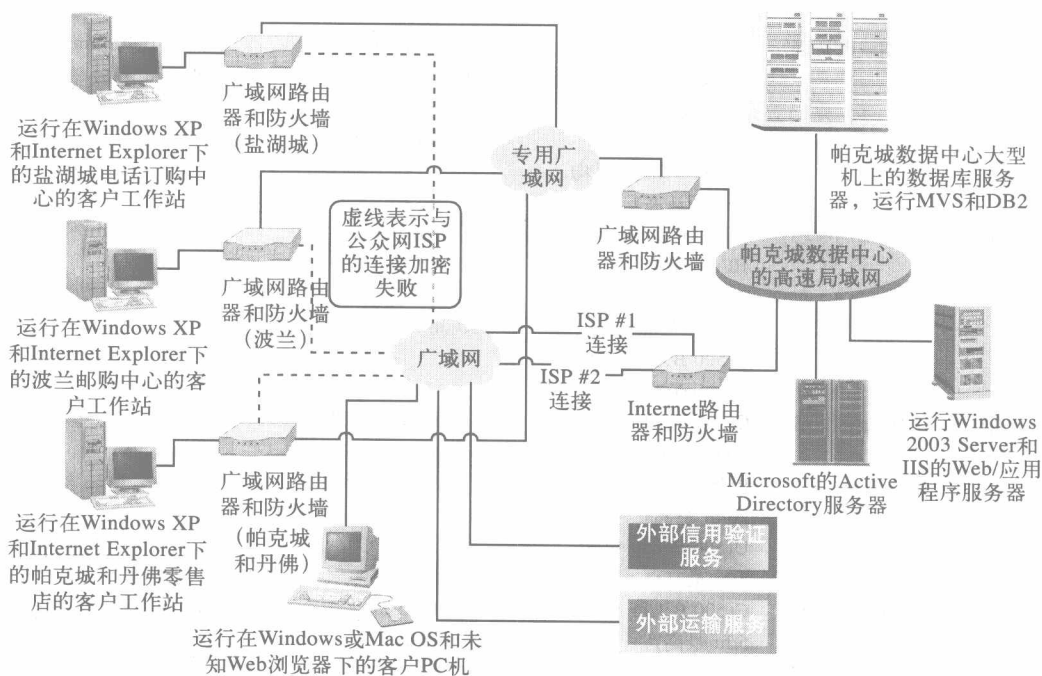 运行在Windows XP
和Internet Explorer下
的盐湖城电话订购中
心的客户工作站
广域网路由
器和防火墙
(盐湖城)
运行在Windows XP
和Internet Explorer下
的波兰邮购中心的客
户工作站
广域网路由
器和防火墙
(波兰)
运行在Windows XP
和Internet Explorer下
的帕克城和丹佛零售
店的客户工作站
广域网路由
器和防火墙
(帕克城
和丹佛)
虚线表示与
公众网ISP
的连接加密
失败
专用广
域网
广域网路由
器和防火墙
帕克城数据中心大型
机上的数据库服务
器，运行MVS和DB2
帕克城数据中心
的高速局域网
广域网
ISP #1
连接
ISP #2
连接
Internet路由
器和防火墙
Microsoft的Active
Directory服务器
运行Windows
2003 Server和
IIS的Web/应用
程序服务器
外部信用验证
服务
外部运输服务
运行在Windows或Mac OS和未
知Web浏览器下的客户PC机